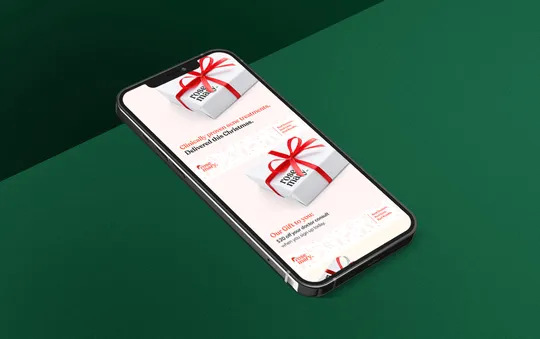 rose
mary.
Clinically proven acne treatments.
Delivered this Christmas.
rose
mary.
rose
mary.
Our Gift to you:
$20 off your doctor consult
when you sign up today.
rose
mary.